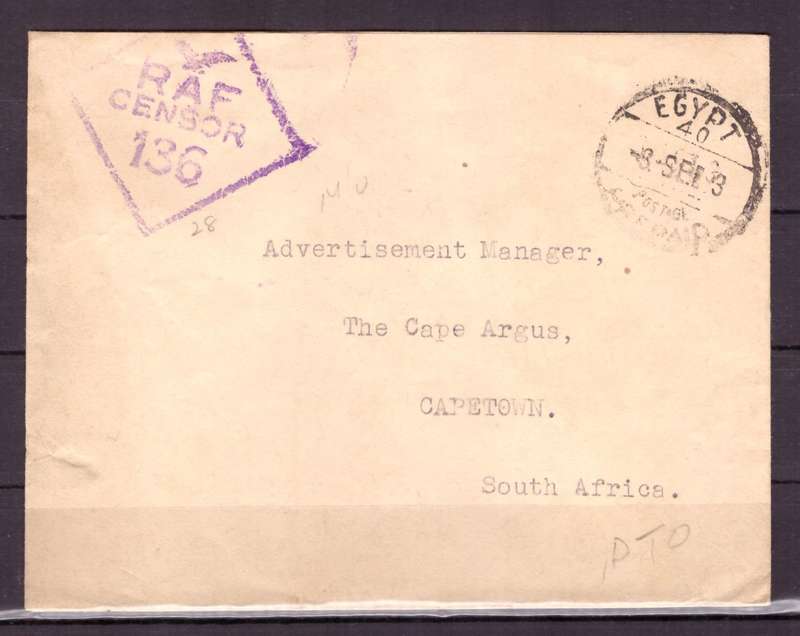 RAF
CENSOR
136
28
EGYPT
40
POSTAGE
PREPAID
Advertisement Manager,
The Cape Argus,
CAPETOWN.
South Africa.
PTO